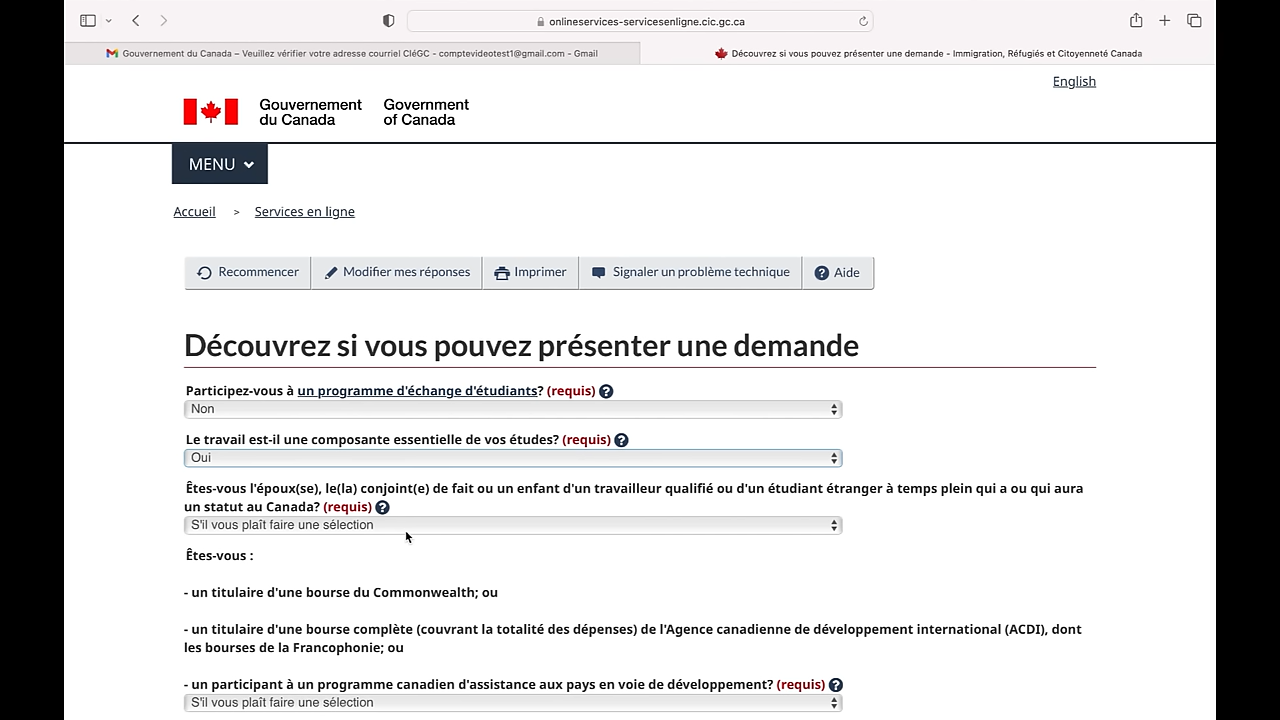 onlineservices-servicesenligne.cic.gc.ca
Gouvernement du Canada – Veuillez vérifier votre adresse courriel CléGC - comptevideotest1@gmail.com - Gmail
Découvrez si vous pouvez présenter une demande - Immigration, Réfugiés et Citoyenneté Canada
English
Gouvernement du Canada
Government of Canada
MENU
Accueil > Services en ligne
Recommencer
Modifier mes réponses
Imprimer
Signaler un problème technique
Aide
Découvrez si vous pouvez présenter une demande
Participez-vous à un programme d'échange d'étudiants? (requis) ?
Non
Le travail est-il une composante essentielle de vos études? (requis) ?
Oui
Êtes-vous l'époux(se), le(la) conjoint(e) de fait ou un enfant d'un travailleur qualifié ou d'un étudiant étranger à temps plein qui a ou qui aura
un statut au Canada? (requis) ?
S'il vous plaît faire une sélection
Êtes-vous :
- un titulaire d'une bourse du Commonwealth; ou
- un titulaire d'une bourse complète (couvrant la totalité des dépenses) de l'Agence canadienne de développement international (ACDI), dont
les bourses de la Francophonie; ou
- un participant à un programme canadien d'assistance aux pays en voie de développement? (requis) ?
S'il vous plaît faire une sélection